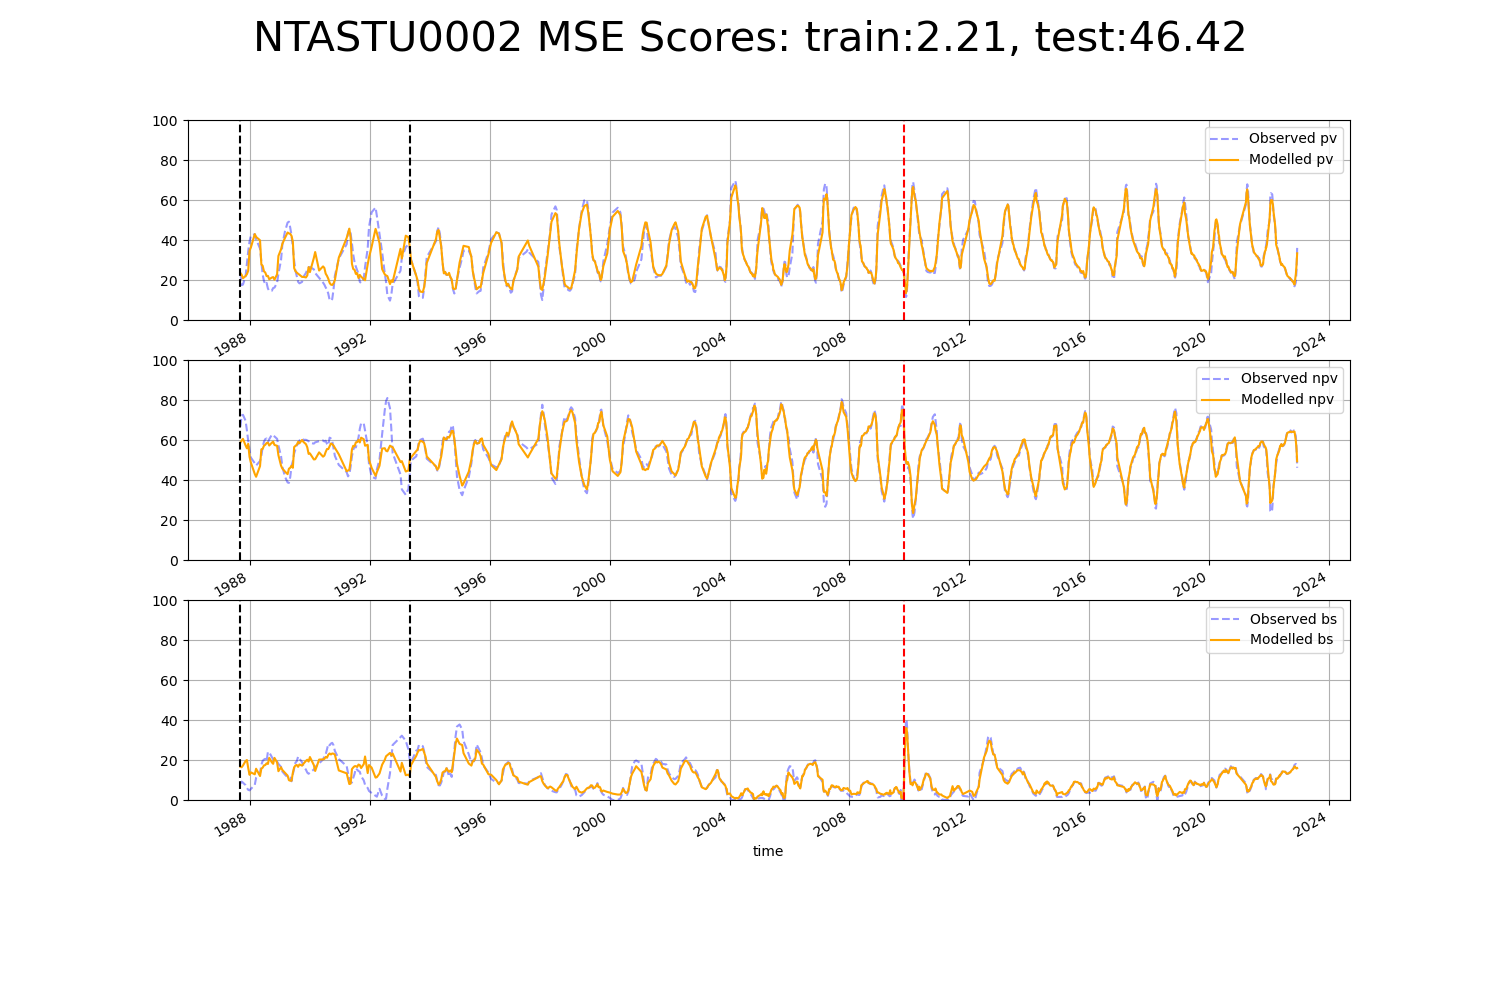 NTASTU0002 MSE Scores: train:2.21, test:46.42
100
80
60
40
20
0
Observed pv
Modelled pv
1988 1992 1996 2000 2004 2008 2012 2016 2020 2024
100
80
60
40
20
0
Observed npv
Modelled npv
1988 1992 1996 2000 2004 2008 2012 2016 2020 2024
100
80
60
40
20
0
Observed bs
Modelled bs
1988 1992 1996 2000 2004 2008 2012 2016 2020 2024
time